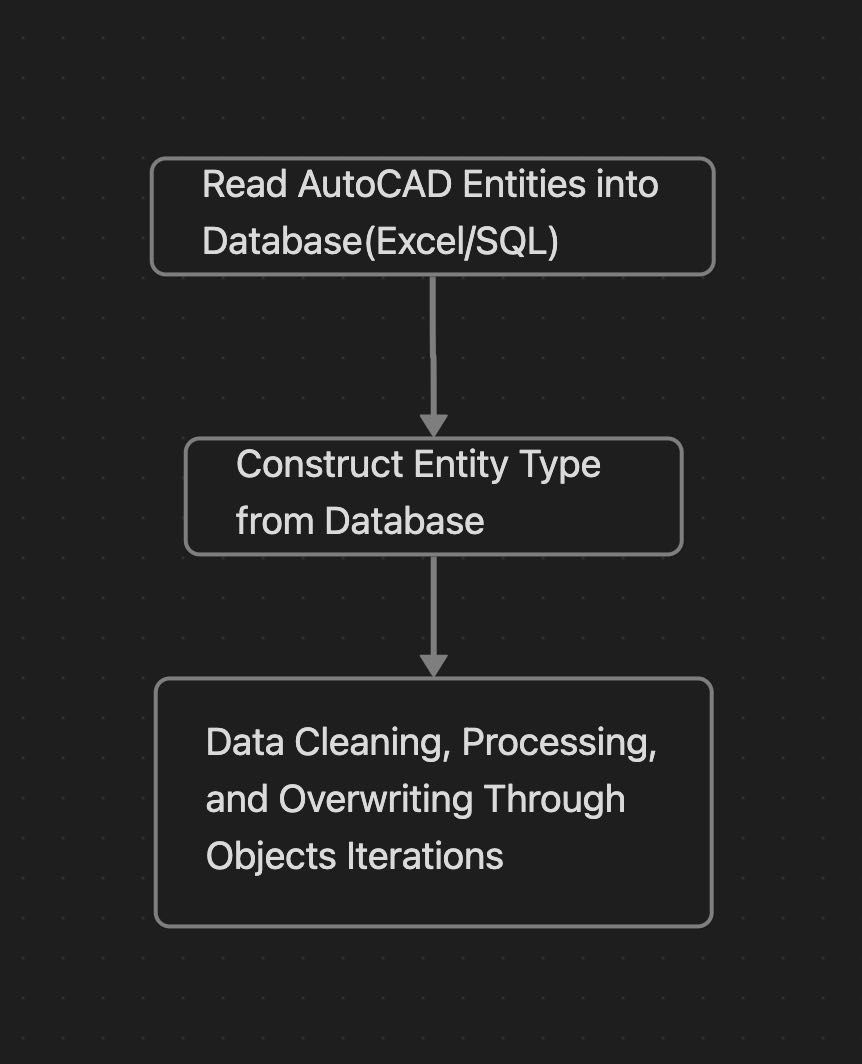 Read AutoCAD Entities into
Database(Excel/SQL)
Construct Entity Type
from Database
Data Cleaning, Processing,
and Overwriting Through
Objects Iterations